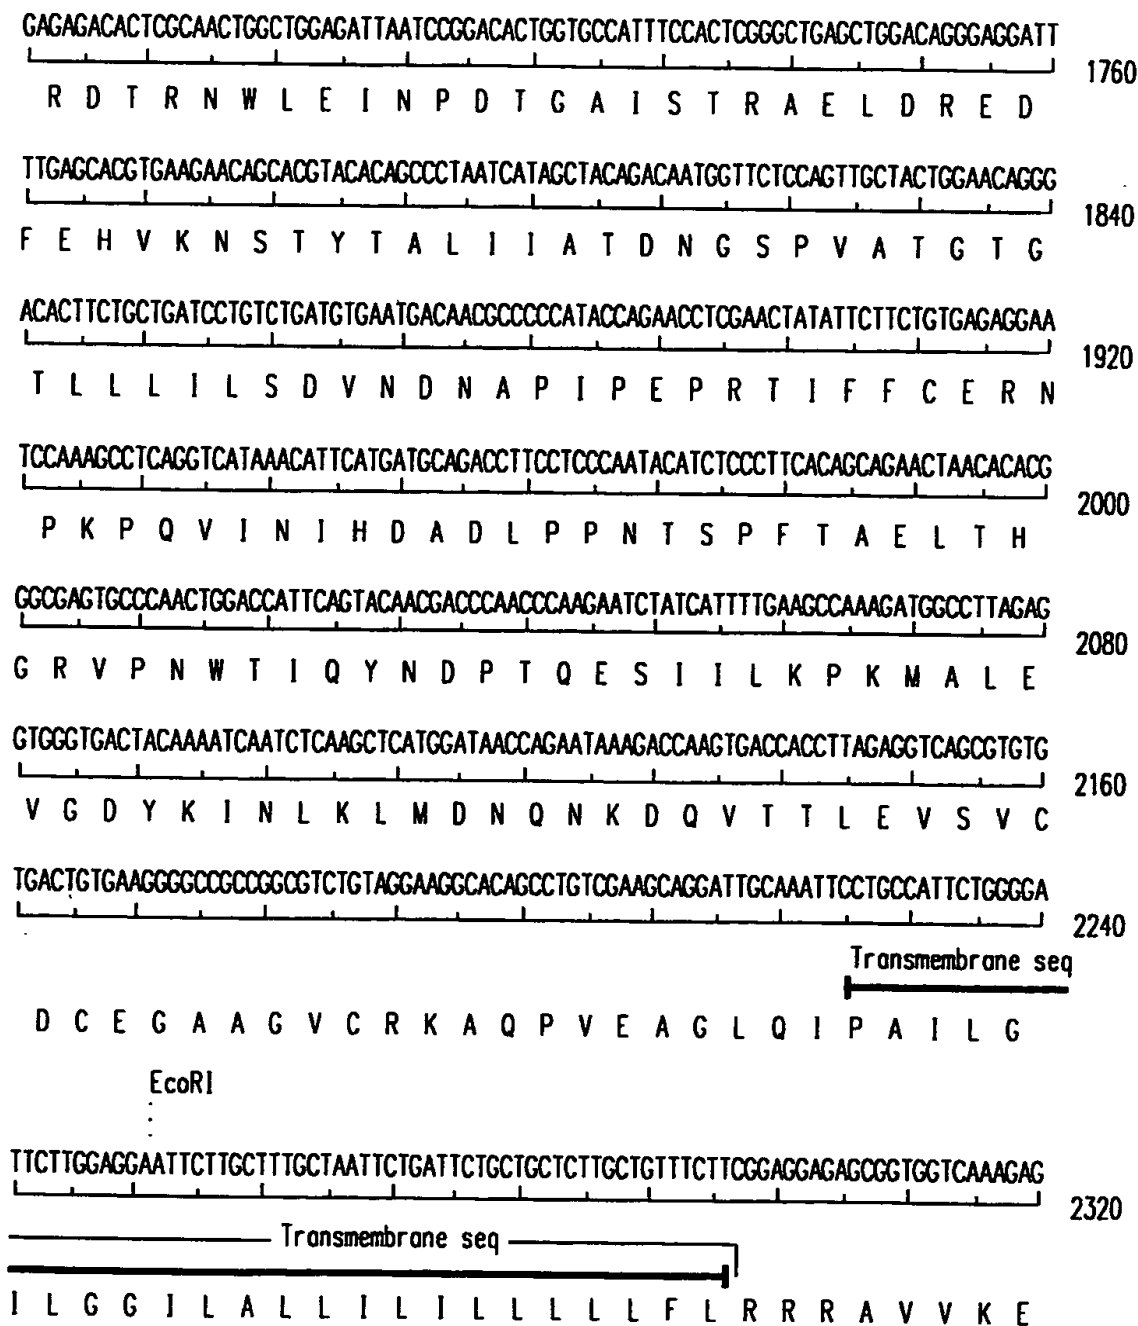 GAGAGACACTCGCAACTGGCTGGAGATTAATCCGGACACTGGTGCCATTTCCACTCGGGCTGAGCTGGACAGGGAGGATT
1760
R D T R N W L E I N P D T G A I S T R A E L D R E D
TTGAGCACGTGAAGAACAGCACGTACACAGCCCTAATCATAGCTACAGACAATGGTTCTCCAGTTGCTACTGGAACAGGG
1840
F E H V K N S T Y T A L I I A T D N G S P V A T G T G
ACACTTCTGCTGATCCTGTCTGATGTGAATGACAACGCCCCCATACCAGAACCTCGAACTATATTCTTCTGTGAGAGGAA
1920
T L L L I L S D V N D N A P I P E P R T I F F C E R N
TCCAAAGCCTCAGGTCATAAACATTCATGATGCAGACCTTCCTCCCAATACATCTCCCTTCACAGCAGAACTAACACACG
2000
P K P Q V I N I H D A D L P P N T S P F T A E L T H
GGCGAGTGCCCAACTGGACCATTCAGTACAACGACCCAACCCAAGAATCTATCATTTTGAAGCCAAAGATGGCCTTAGAG
2080
G R V P N W T I Q Y N D P T Q E S I I L K P K M A L E
GTGGGTGACTACAAAATCAATCTCAAGCTCATGGATAACCAGAATAAAGACCAAGTGACCACCTTAGAGGTCAGCGTGTG
2160
V G D Y K I N L K L M D N Q N K D Q V T T L E V S V C
TGACTGTGAAGGGGCCGCCGGCGTCTGTAGGAAGGCACAGCCTGTCGAAGCAGGATTGCAAATTCCTGCCATTCTGGGGA
2240
Transmembrane seq
D C E G A A G V C R K A Q P V E A G L Q I P A I L G
EcoRI
TTCTTGGAGGAATTCTTGCTTTGCTAATTCTGATTCTGCTGCTCTTGCTGTTTCTTCGGAGGAGAGCGGTGGTCAAAGAG
2320
Transmembrane seq
I L G G I L A L L I L I L L L L L F L R R R A V V K E